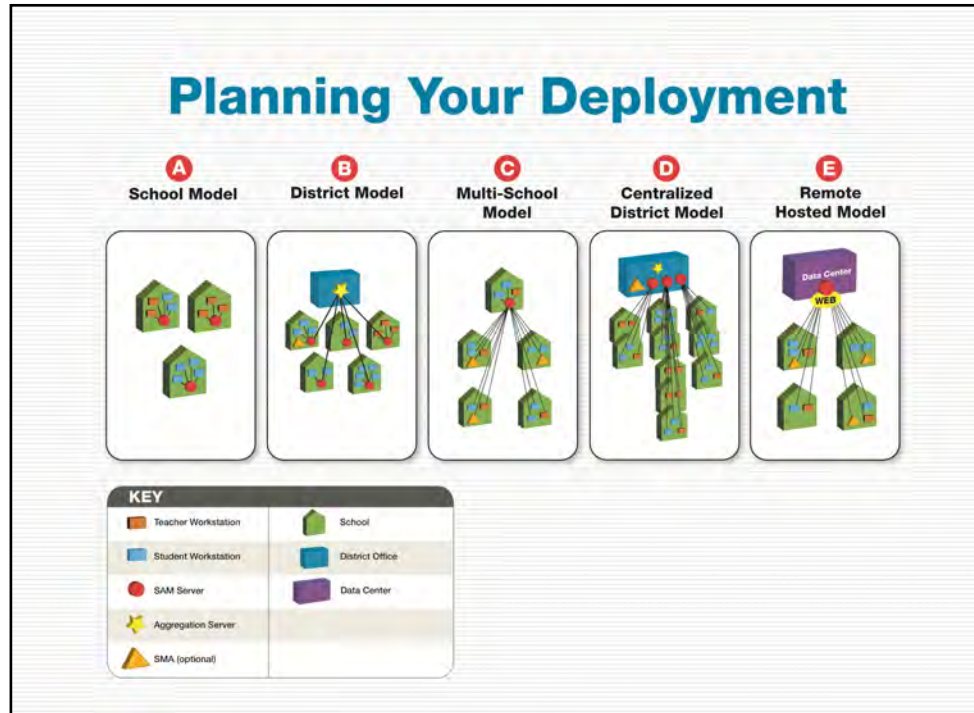 Planning Your Deployment
A
School Model
B
District Model
C
Multi-School
Model
D
Centralized
District Model
E
Remote
Hosted Model
Data Center
WEB
KEY
Teacher Workstation
School
Student Workstation
District Office
SAM Server
Data Center
Aggregation Server
SMA (optional)